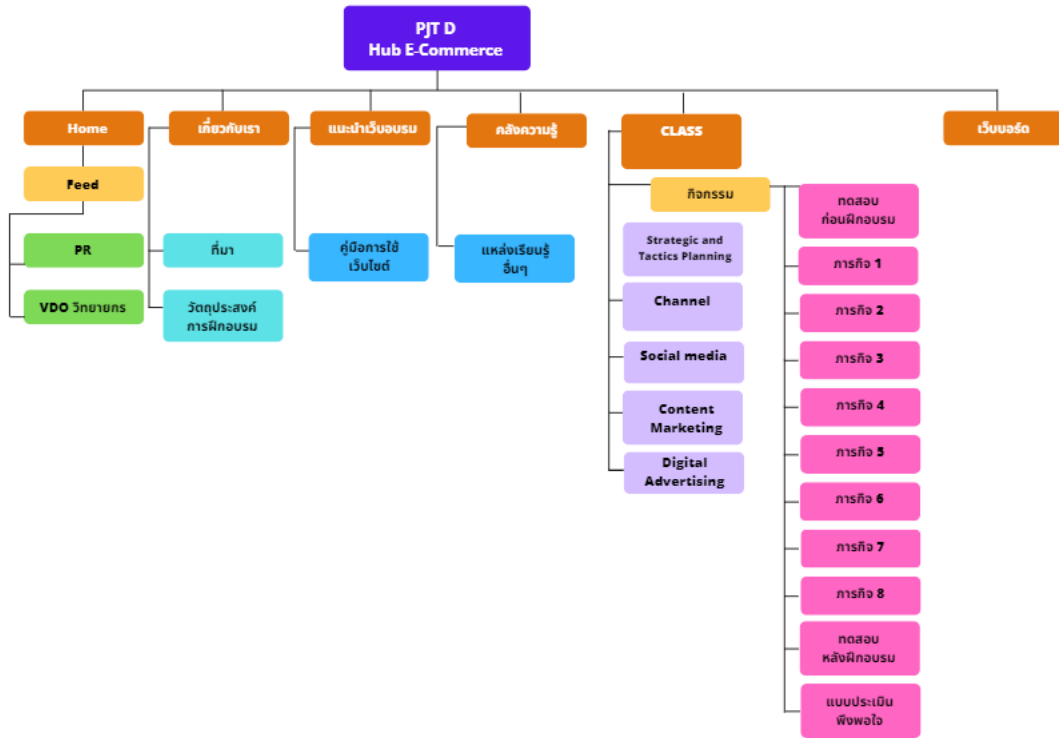 PJT D
Hub E-Commerce
Home
เกี่ยวกับเรา
แนะนำเว็บอบรม
คลังความรู้
CLASS
เว็บบอร์ด
Feed
PR
VDO วิทยายกร
ที่มา
วัตถุประสงค์
การฝึกอบรม
คู่มือการใช้
เว็บไซต์
แหล่งเรียนรู้
อื่นๆ
กิจกรรม
Strategic and
Tactics Planning
Channel
Social media
Content
Marketing
Digital
Advertising
ทดสอบ
ก่อนฝึกอบรม
ภารกิจ 1
ภารกิจ 2
ภารกิจ 3
ภารกิจ 4
ภารกิจ 5
ภารกิจ 6
ภารกิจ 7
ภารกิจ 8
ทดสอบ
หลังฝึกอบรม
แบบประเมิน
พึงพอใจ